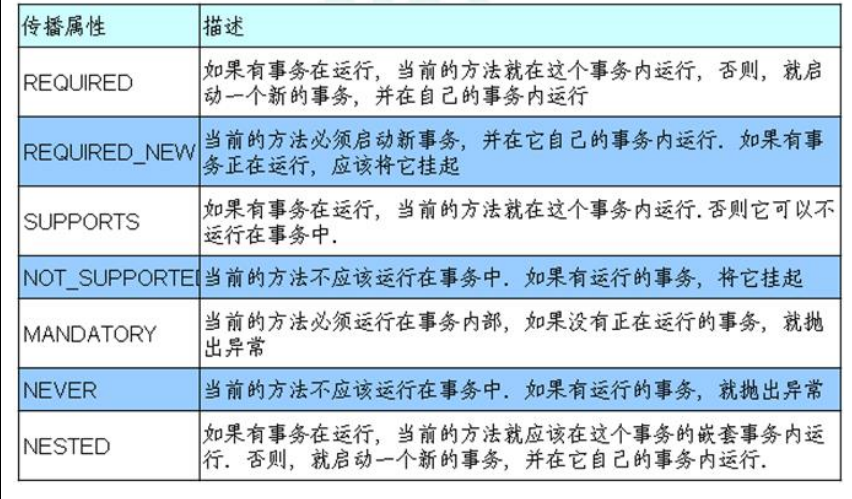 传播属性 描述
REQUIRED 如果有事务在运行, 当前的方法就在这个事务内运行, 否则, 就启
动一个新的事务, 并在自己的事务内运行
REQUIRED_NEW 当前的方法必须启动新事务, 并在它自己的事务内运行. 如果有事
务正在运行, 应该将它挂起
SUPPORTS 如果有事务在运行, 当前的方法就在这个事务内运行. 否则它可以不
运行在事务中.
NOT_SUPPORTE 当前的方法不应该运行在事务中. 如果有运行的事务, 将它挂起
MANDATORY 当前的方法必须运行在事务内部, 如果没有正在运行的事务, 就抛
出异常
NEVER 当前的方法不应该运行在事务中. 如果有运行的事务, 就抛出异常
NESTED 如果有事务在运行, 当前的方法就应该在这个事务的嵌套事务内运
行. 否则, 就启动一个新的事务, 并在它自己的事务内运行.